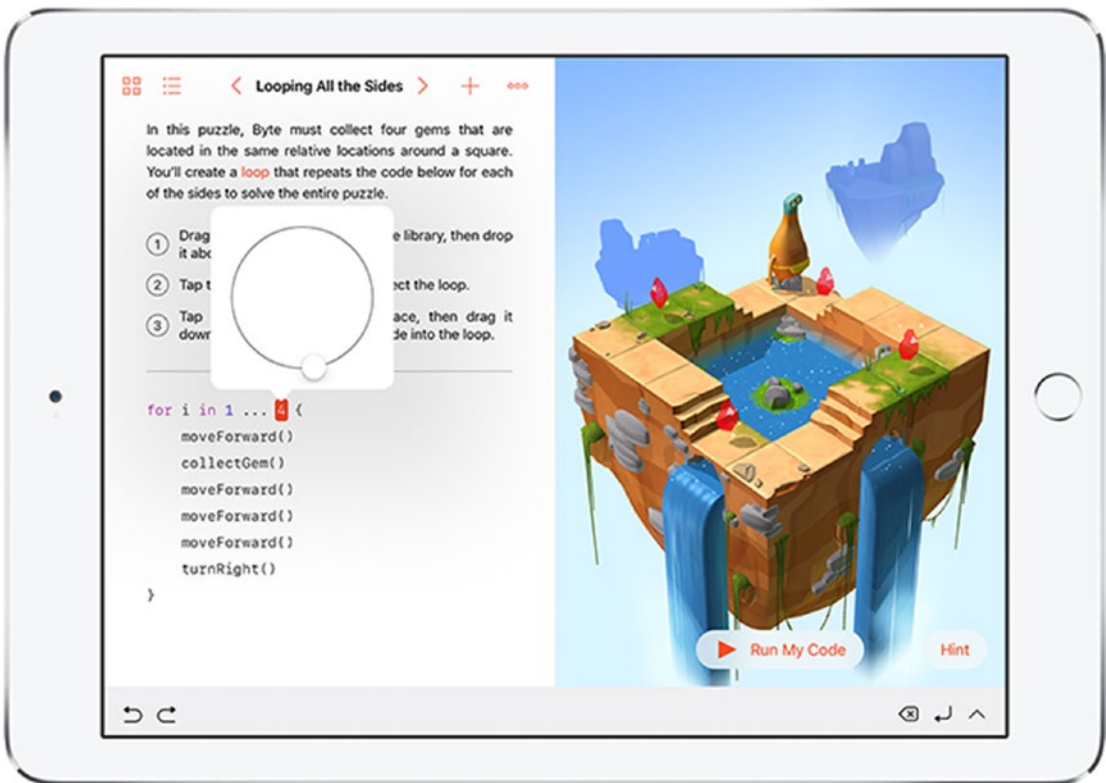 Looping All the Sides
In this puzzle, Byte must collect four gems that are
located in the same relative locations around a square.
You'll create a loop that repeats the code below for each
of the sides to solve the entire puzzle.
1 Drag e library, then drop
it abo
2 Tap t ect the loop.
3 Tap ace, then drag it
down de into the loop.
for i in 1 ... 4 {
moveForward()
collectGem()
moveForward()
moveForward()
moveForward()
turnRight()
}
Run My Code
Hint